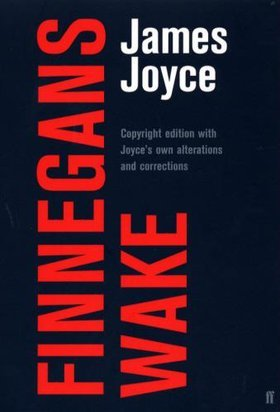 James
Joyce
Copyright edition with
Joyce's own alterations
and corrections
FINNEGANS
WAKE
ff